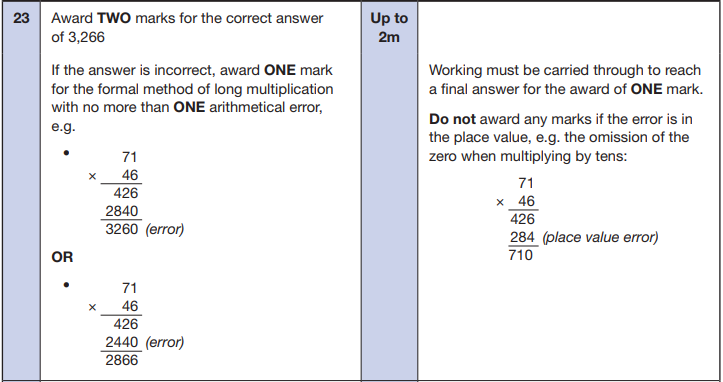 23
Award TWO marks for the correct answer
of 3,266
If the answer is incorrect, award ONE mark
for the formal method of long multiplication
with no more than ONE arithmetical error,
e.g.
• 71
× 46
426
2840
3260 (error)
OR
• 71
× 46
426
2440 (error)
2866
Up to
2m
Working must be carried through to reach
a final answer for the award of ONE mark.
Do not award any marks if the error is in
the place value, e.g. the omission of the
zero when multiplying by tens:
71
× 46
426
284 (place value error)
710